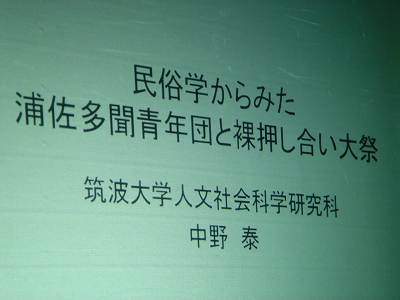 民俗学からみた
浦佐多聞青年団と裸押し合い大祭
筑波大学人文社会科学研究科
中野　泰